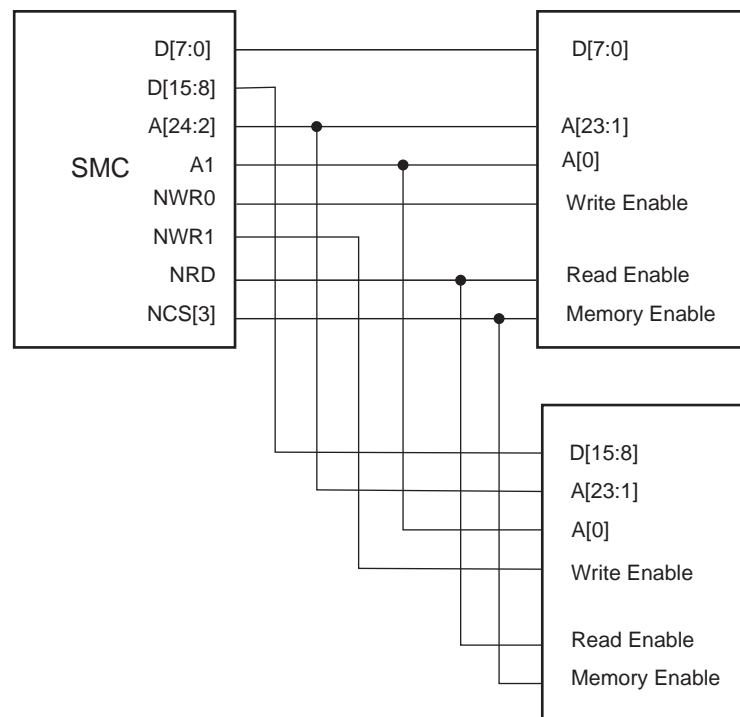 SMC
D[7:0]
D[15:8]
A[24:2]
A1
NWR0
NWR1
NRD
NCS[3]
D[7:0]
A[23:1]
A[0]
Write Enable
Read Enable
Memory Enable
D[15:8]
A[23:1]
A[0]
Write Enable
Read Enable
Memory Enable